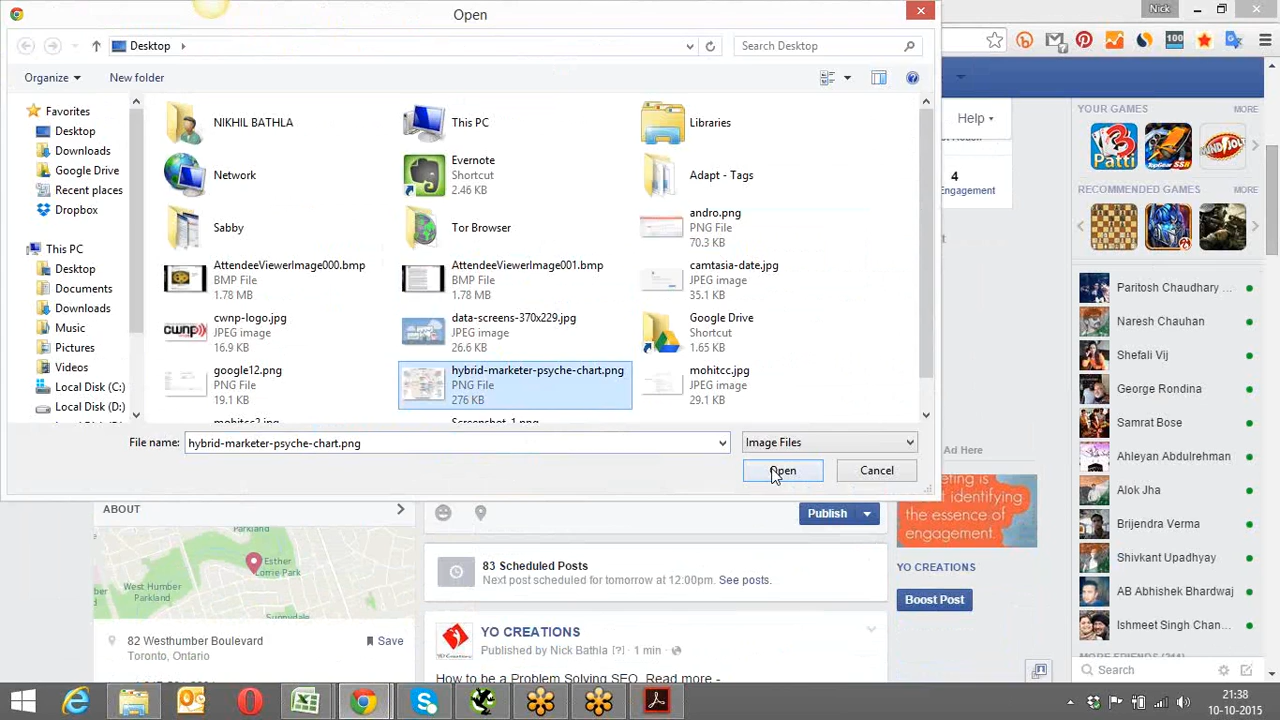 Open
Nick
Desktop
Search Desktop
Organize
New folder
Favorites
Desktop
Downloads
Google Drive
Recent places
Dropbox
This PC
Desktop
Documents
Downloads
Music
Pictures
Videos
Local Disk (C:)
Local Disk (D:)
NIKHIL BATHLA
This PC
Libraries
Network
Evernote
Shortcut
2.46 KB
Adapt - Tags
Sabby
Tor Browser
andro.png
PNG File
70.3 KB
AttendeeViewerImage000.bmp
BMP File
1.78 MB
AttendeeViewerImage001.bmp
BMP File
1.78 MB
camtasia-date.jpg
JPEG image
35.1 KB
cwnp-logo.jpg
JPEG image
16.9 KB
data-screens-370x229.jpg
JPEG image
26.6 KB
Google Drive
Shortcut
1.65 KB
google12.png
PNG File
19.1 KB
hybrid-marketer-psyche-chart.png
PNG File
276 KB
mohitcc.jpg
JPEG image
29.1 KB
Screenshot_1.png
File name: hybrid-marketer-psyche-chart.png
Image Files
Open
Cancel
100
Help
4
Engagement
YOUR GAMES
MORE
Patti
RECOMMENDED GAMES
MORE
Paritosh Chaudhary ...
Naresh Chauhan
Shefali Vij
George Rondina
Samrat Bose
Ahleyan Abdulrehman
Alok Jha
Brijendra Verma
Shivkant Upadhyay
AB Abhishek Bhardwaj
Ishmeet Singh Chan...
Search
Ad Here
identifying
the essence of
engagement.
YO CREATIONS
Boost Post
ABOUT
Esther
Lorrie Park
West Humber
Parkland
82 Westhumber Boulevard
Toronto, Ontario
Save
Publish
83 Scheduled Posts
Next post scheduled for tomorrow at 12:00pm. See posts.
YO CREATIONS
Published by Nick Bathla [?] · 1 min ·
How to be a Problem Solving SEO. Read more -
21:38
10-10-2015